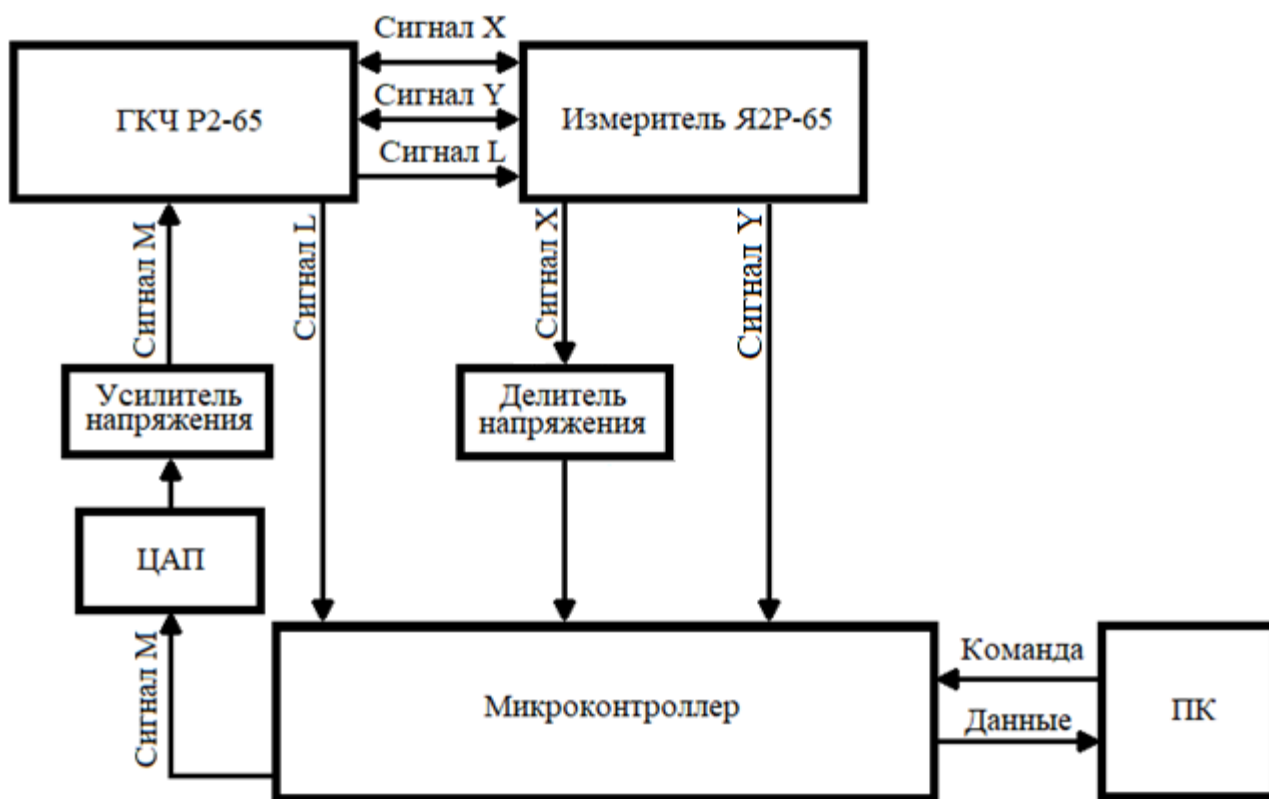 Сигнал X
ГКЧ Р2-65
Сигнал Y
Измеритель Я2Р-65
Сигнал L
Сигнал M
Сигнал L
Сигнал X
Сигнал Y
Усилитель
напряжения
Делитель
напряжения
ЦАП
Сигнал M
Микроконтроллер
Команда
Данные
ПК